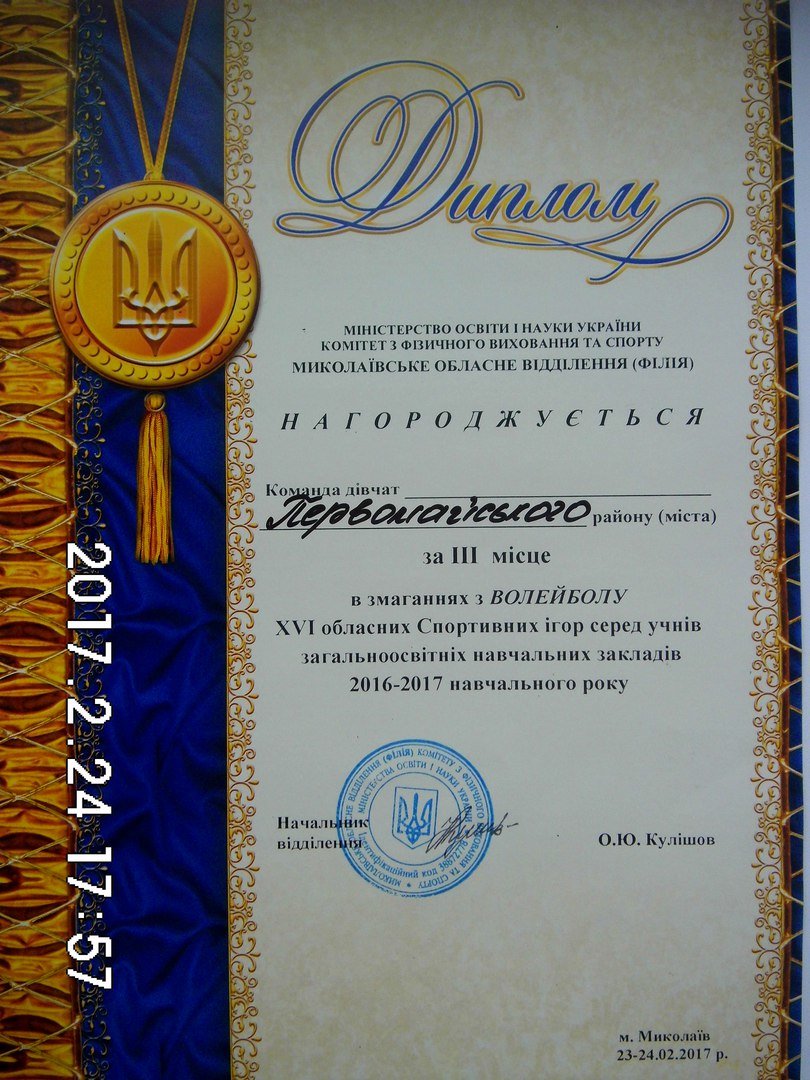 Диплом
МІНІСТЕРСТВО ОСВІТИ І НАУКИ УКРАЇНИ
КОМІТЕТ З ФІЗИЧНОГО ВИХОВАННЯ ТА СПОРТУ
МИКОЛАЇВСЬКЕ ОБЛАСНЕ ВІДДІЛЕННЯ (ФІЛІЯ)
НАГОРОДЖУЄТЬСЯ
Команда дівчат
Первомайського району (міста)
за ІІІ місце
в змаганнях з ВОЛЕЙБОЛУ
XVI обласних Спортивних ігор серед учнів
загальноосвітніх навчальних закладів
2016-2017 навчального року
Начальник
відділення
О.Ю. Кулішов
м. Миколаїв
23-24.02.2017 р.
2017.2.24 17:57